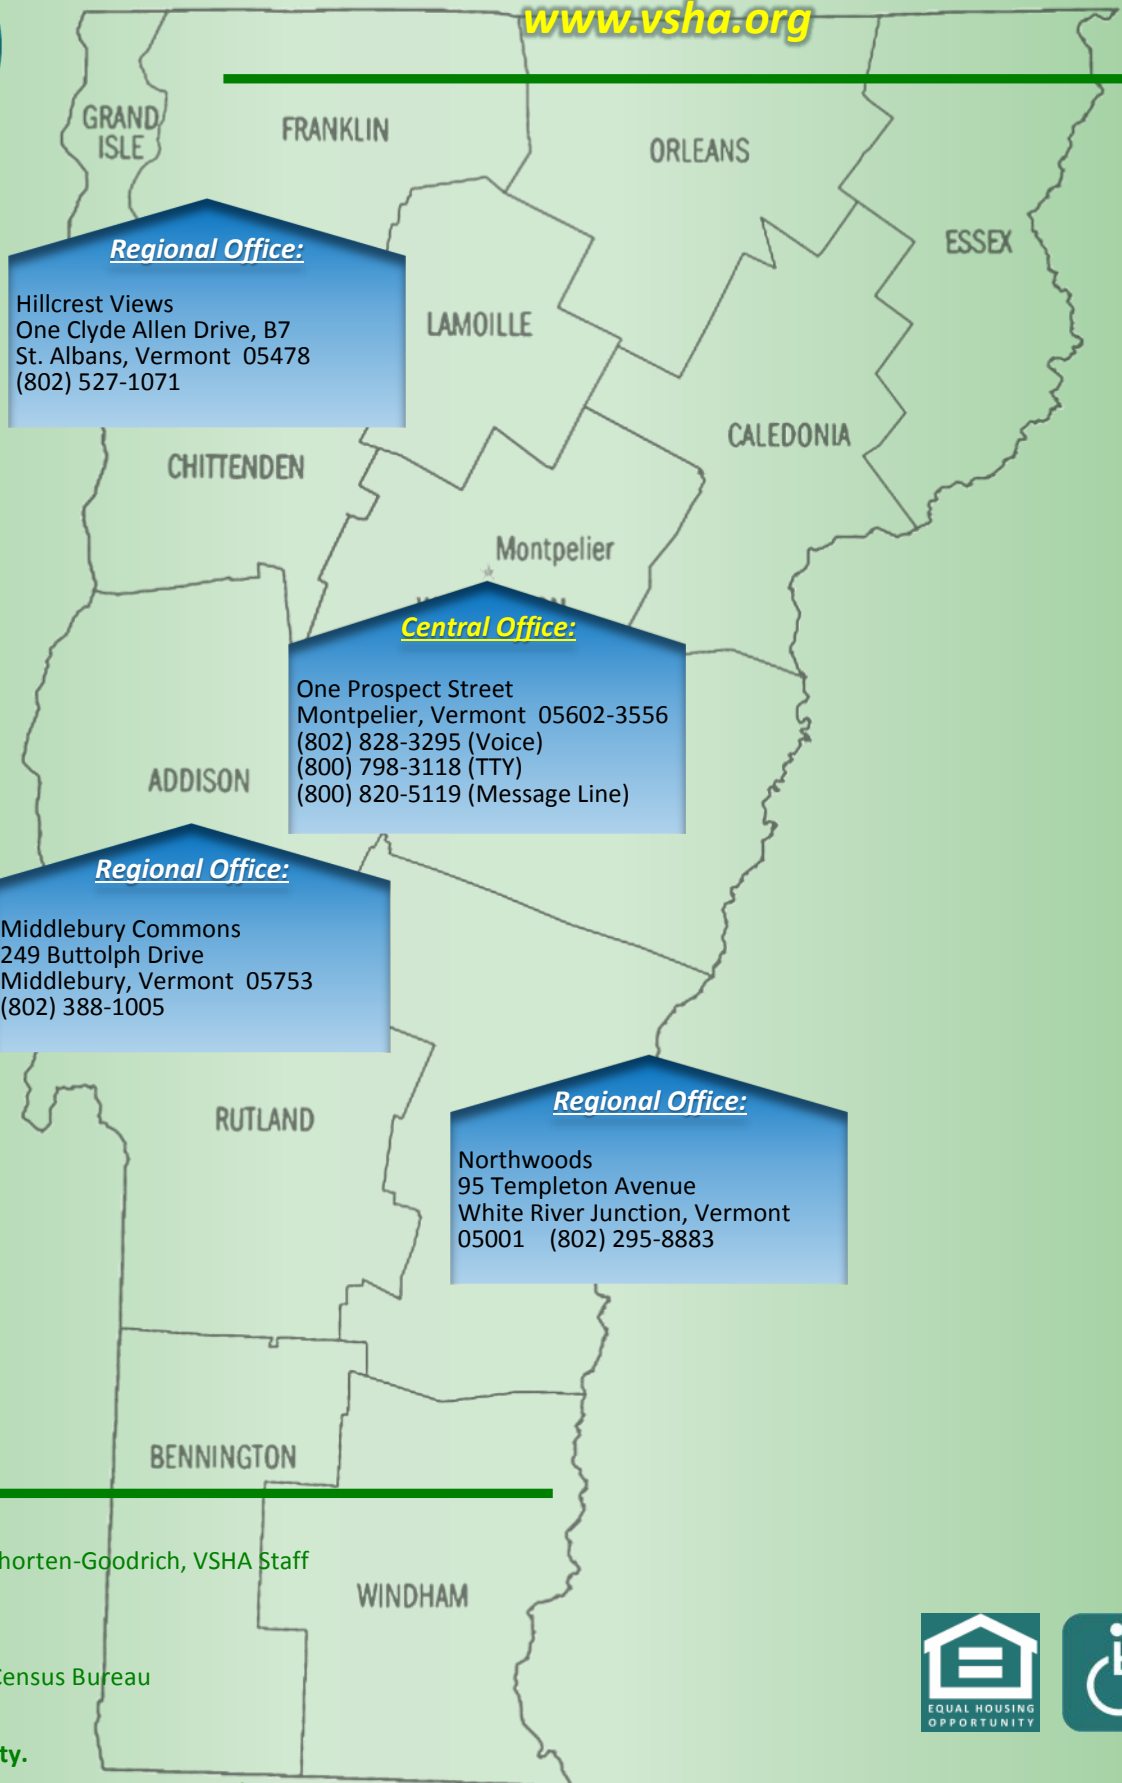 www.vsha.org
GRAND
ISLE
FRANKLIN
ORLEANS
ESSEX
Regional Office:
Hillcrest Views
One Clyde Allen Drive, B7
St. Albans, Vermont  05478
(802) 527-1071
LAMOILLE
CALEDONIA
CHITTENDEN
Montpelier
Central Office:
One Prospect Street
Montpelier, Vermont  05602-3556
(802) 828-3295 (Voice)
(800) 798-3118 (TTY)
(800) 820-5119 (Message Line)
ADDISON
Regional Office:
Middlebury Commons
249 Buttolph Drive
Middlebury, Vermont  05753
(802) 388-1005
Regional Office:
Northwoods
95 Templeton Avenue
White River Junction, Vermont
05001    (802) 295-8883
RUTLAND
BENNINGTON
horten-Goodrich, VSHA Staff
WINDHAM
Census Bureau
EQUAL HOUSING
OPPORTUNITY
ty.